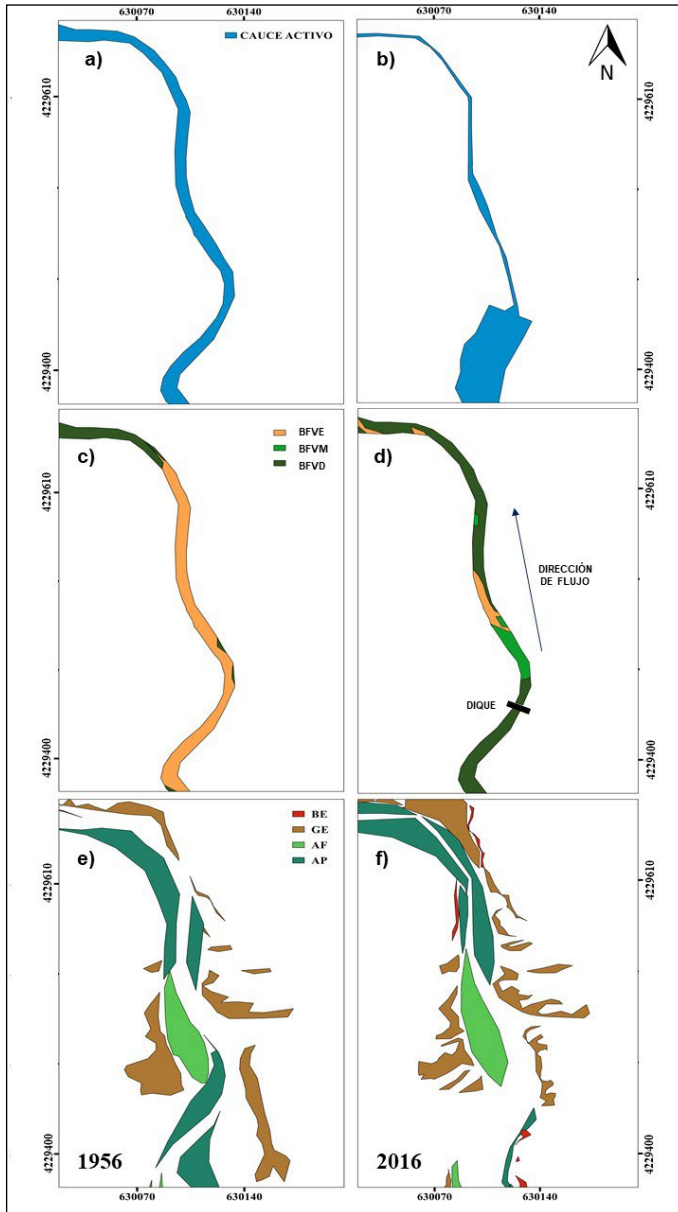 630070 630140 630070 630140
a) CAUCE ACTIVO
b)
N
4229610
4229610
4229400
4229400
c)
BFVE
BFVM
BFVD
d)
4229610
4229610
DIRECCIÓN
DE FLUJO
DIQUE
4229400
4229400
e)
BE
GE
AF
AP
f)
4229610
4229610
4229400
4229400
1956
2016
630070 630140 630070 630140